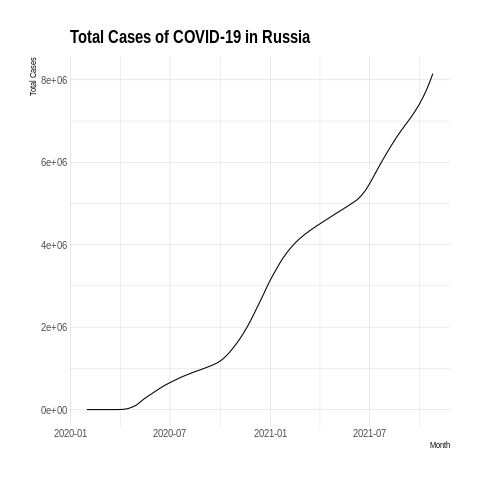 Total Cases of COVID-19 in Russia
Total Cases
8e+06
6e+06
4e+06
2e+06
0e+00
2020-01 2020-07 2021-01 2021-07
Month